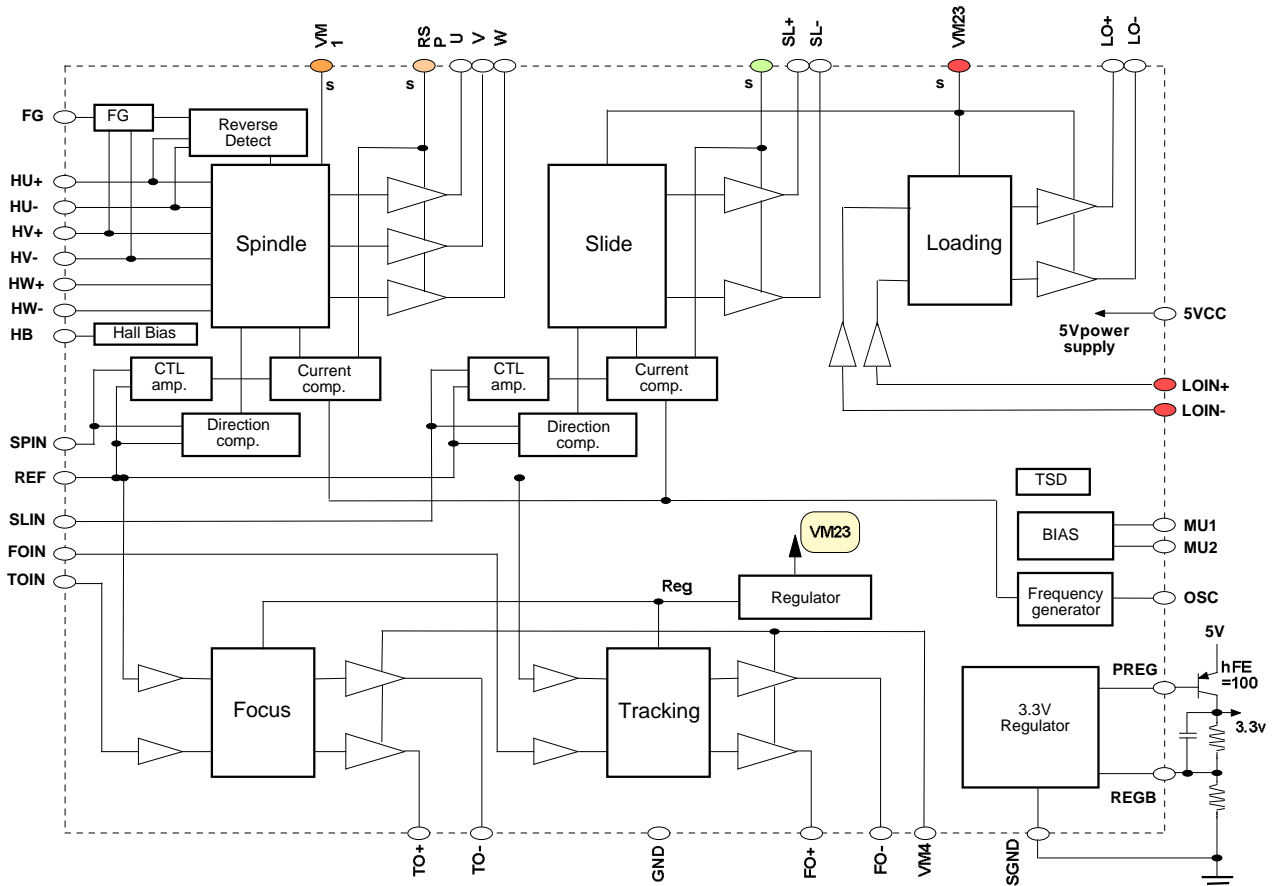 VM
1
s
RS
P
s
U
V
W
s
SL+
SL-
VM23
s
LO+
LO-
FG
FG
Reverse
Detect
HU+
HU-
HV+
HV-
HW+
HW-
HB
Hall Bias
Spindle
Slide
Loading
5VCC
5Vpower
supply
CTL
amp.
Current
comp.
CTL
amp.
Current
comp.
LOIN+
LOIN-
Direction
comp.
Direction
comp.
SPIN
REF
SLIN
FOIN
TOIN
TSD
VM23
BIAS
MU1
MU2
Reg
Regulator
Frequency
generator
OSC
5V
Focus
Tracking
3.3V
Regulator
PREG
hFE
=100
3.3v
REGB
TO+
TO-
GND
FO+
FO-
VM4
SGND